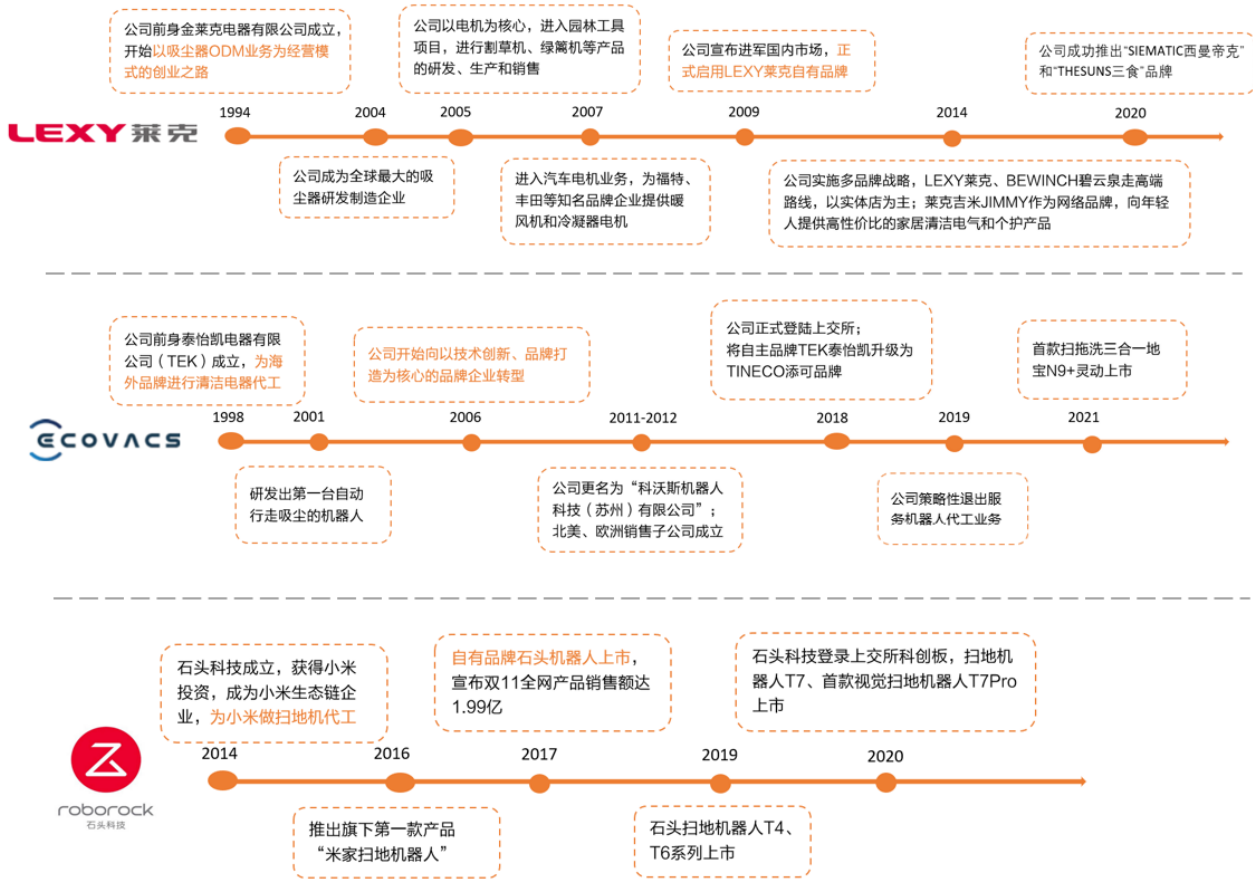 公司前身金莱克电器有限公司成立，
开始以吸尘器ODM业务为经营模
式的创业之路
公司以电机为核心，进入园林工具
项目，进行割草机、绿篱机等产品
的研发、生产和销售
公司宣布进军国内市场，正
式启用LEXY莱克自有品牌
公司成功推出“SIEMATIC西曼帝克”
和“THESUNS三食”品牌
LEXY莱克
1994
2004
2005
2007
2009
2014
2020
公司成为全球最大的吸
尘器研发制造企业
进入汽车电机业务，为福特、
丰田等知名品牌企业提供暖
风机和冷凝器电机
公司实施多品牌战略，LEXY莱克、BEWINCH碧云泉走高端
路线，以实体店为主；莱克吉米JIMMY作为网络品牌，向年轻
人提供高性价比的家居清洁电气和个护产品
公司前身泰怡凯电器有限
公司（TEK）成立，为海
外品牌进行清洁电器代工
公司开始向以技术创新、品牌打
造为核心的品牌企业转型
公司正式登陆上交所；
将自主品牌TEK泰怡凯升级为
TINECO添可品牌
首款扫拖洗三合一地
宝N9+灵动上市
ECOVACS
1998
2001
2006
2011-2012
2018
2019
2021
研发出第一台自动
行走吸尘的机器人
公司更名为“科沃斯机器人
科技（苏州）有限公司”；
北美、欧洲销售子公司成立
公司策略性退出服
务机器人代工业务
石头科技成立，获得小米
投资，成为小米生态链企
业，为小米做扫地机代工
自有品牌石头机器人上市，
宣布双11全网产品销售额达
1.99亿
石头科技登录上交所科创板，扫地机
器人T7、首款视觉扫地机器人T7Pro
上市
roborock
石头科技
2014
2016
2017
2019
2020
推出旗下第一款产品
“米家扫地机器人”
石头扫地机器人T4、
T6系列上市